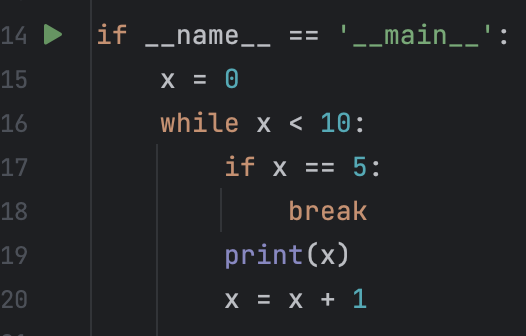 14 if __name__ == '__main__':
15 x = 0
16 while x < 10:
17 if x == 5:
18 break
19 print(x)
20 x = x + 1